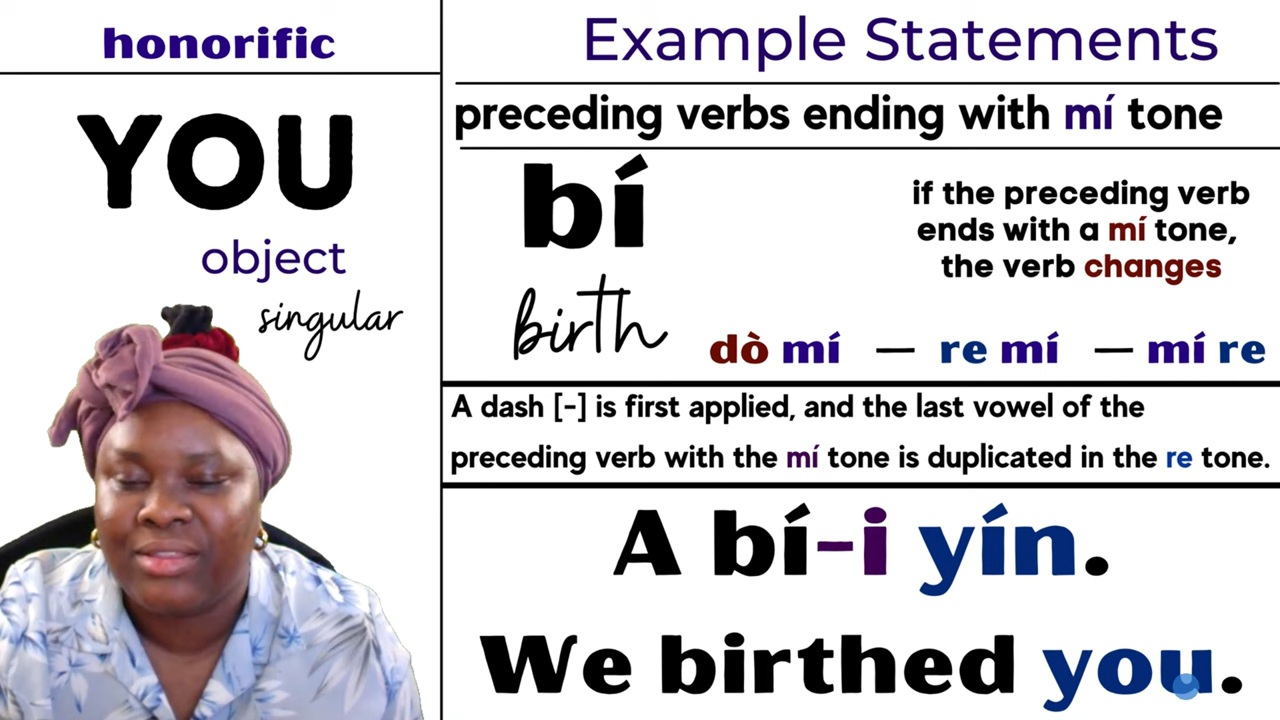 honorific
YOU
object
singular
Example Statements
preceding verbs ending with mí tone
bí
birth
if the preceding verb
ends with a mí tone,
the verb changes
dò mí — re mí — mí re
A dash [-] is first applied, and the last vowel of the
preceding verb with the mí tone is duplicated in the re tone.
A bí-i yín.
We birthed you.